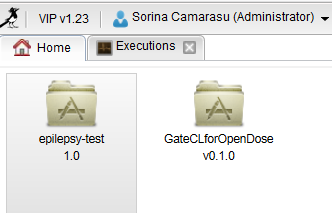 VIP v1.23 Sorina Camarasu (Administrator)
Home Executions
epilepsy-test GateCLforOpenDose
1.0 v0.1.0